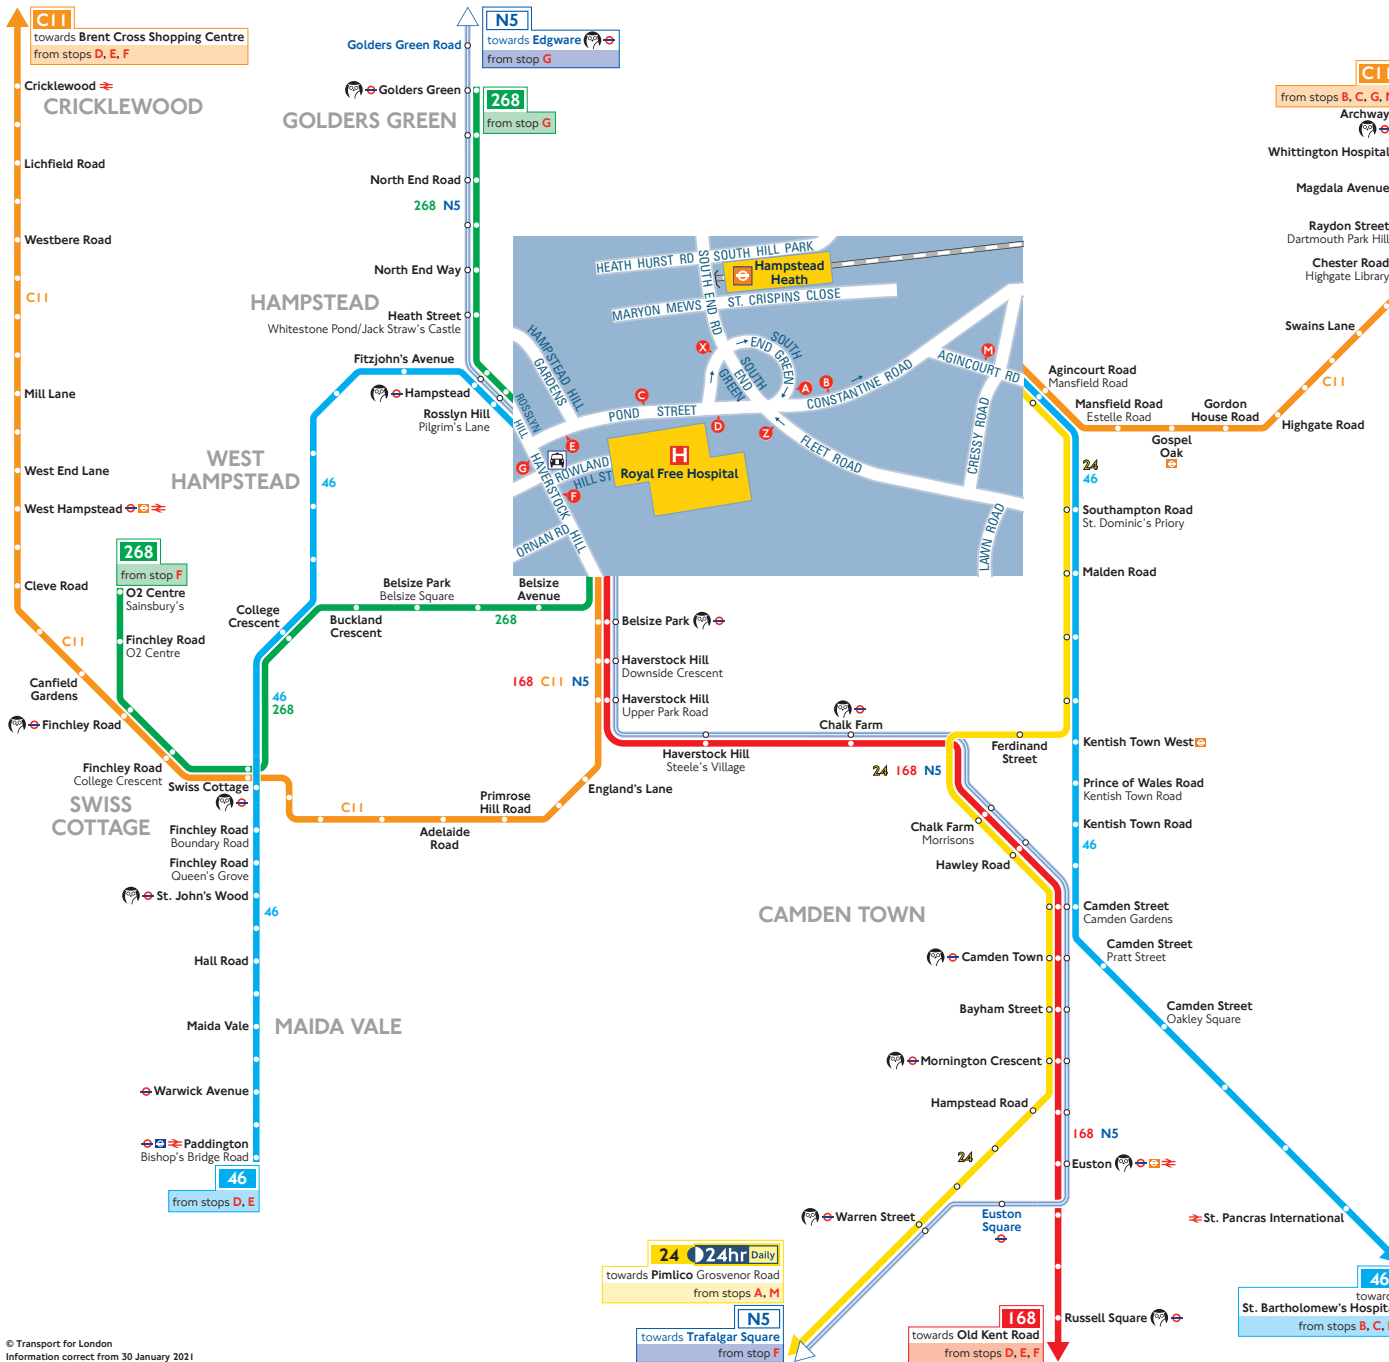 C11
towards Brent Cross Shopping Centre
from stops D, E, F
N5
towards Edgware
from stop G
Golders Green Road
Golders Green
268
from stop G
CRICKLEWOOD
GOLDERS GREEN
Cricklewood
Lichfield Road
Westbere Road
C11
Mill Lane
West End Lane
West Hampstead
Cleve Road
C11
Canfield
Gardens
Finchley Road
Finchley Road
College Crescent
268
from stop F
O2 Centre
Sainsbury's
Finchley Road
O2 Centre
North End Road
268 N5
North End Way
HAMPSTEAD
Heath Street
Whitestone Pond/Jack Straw's Castle
Fitzjohn's Avenue
Hampstead
Rosslyn Hill
Pilgrim's Lane
WEST
HAMPSTEAD
46
College
Crescent
Buckland
Crescent
Belsize Park
Belsize Square
Belsize
Avenue
268
46
268
SWISS
COTTAGE
Swiss Cottage
C11
Adelaide
Road
Primrose
Hill Road
England's Lane
Finchley Road
Boundary Road
Finchley Road
Queen's Grove
St. John's Wood
46
Hall Road
Maida Vale
MAIDA VALE
Warwick Avenue
Paddington
Bishop's Bridge Road
46
from stops D, E
HEATH HURST RD
SOUTH HILL PARK
Hampstead
Heath
SOUTH END RD
MARYON MEWS
ST. CRISPINS CLOSE
HAMPSTEAD HILL
GARDENS
SOUTH
END GREEN
SOUTH
END
GREEN
X
A
B
C
D
E
F
G
M
Z
CONSTANTINE ROAD
AGINCOURT RD
POND STREET
ROSSLYN
HILL
HAVERSTOCK HILL
ROWLAND
HILL ST
H
Royal Free Hospital
FLEET ROAD
CRESSY ROAD
LAWN ROAD
ORNAN RD
Belsize Park
Haverstock Hill
Downside Crescent
168 C11 N5
Haverstock Hill
Upper Park Road
Haverstock Hill
Steele's Village
Chalk Farm
24 168 N5
Ferdinand
Street
Chalk Farm
Morrisons
Hawley Road
CAMDEN TOWN
Camden Town
Bayham Street
Mornington Crescent
Hampstead Road
168 N5
24
Euston
Warren Street
Euston
Square
24 24hr Daily
towards Pimlico Grosvenor Road
from stops A, M
N5
towards Trafalgar Square
from stop F
168
towards Old Kent Road
from stops D, E, F
Russell Square
C11
from stops B, C, G,
Archway
Whittington Hospital
Magdala Avenue
Raydon Street
Dartmouth Park Hill
Chester Road
Highgate Library
Swains Lane
C11
Highgate Road
Gordon
House Road
Gospel
Oak
Mansfield Road
Estelle Road
Agincourt Road
Mansfield Road
24
46
Southampton Road
St. Dominic's Priory
Malden Road
Kentish Town West
Prince of Wales Road
Kentish Town Road
Kentish Town Road
46
Camden Street
Camden Gardens
Camden Street
Pratt Street
Camden Street
Oakley Square
St. Pancras International
46
St. Bartholomew's
from stops B, C,
© Transport for London
Information correct from 30 January 2021